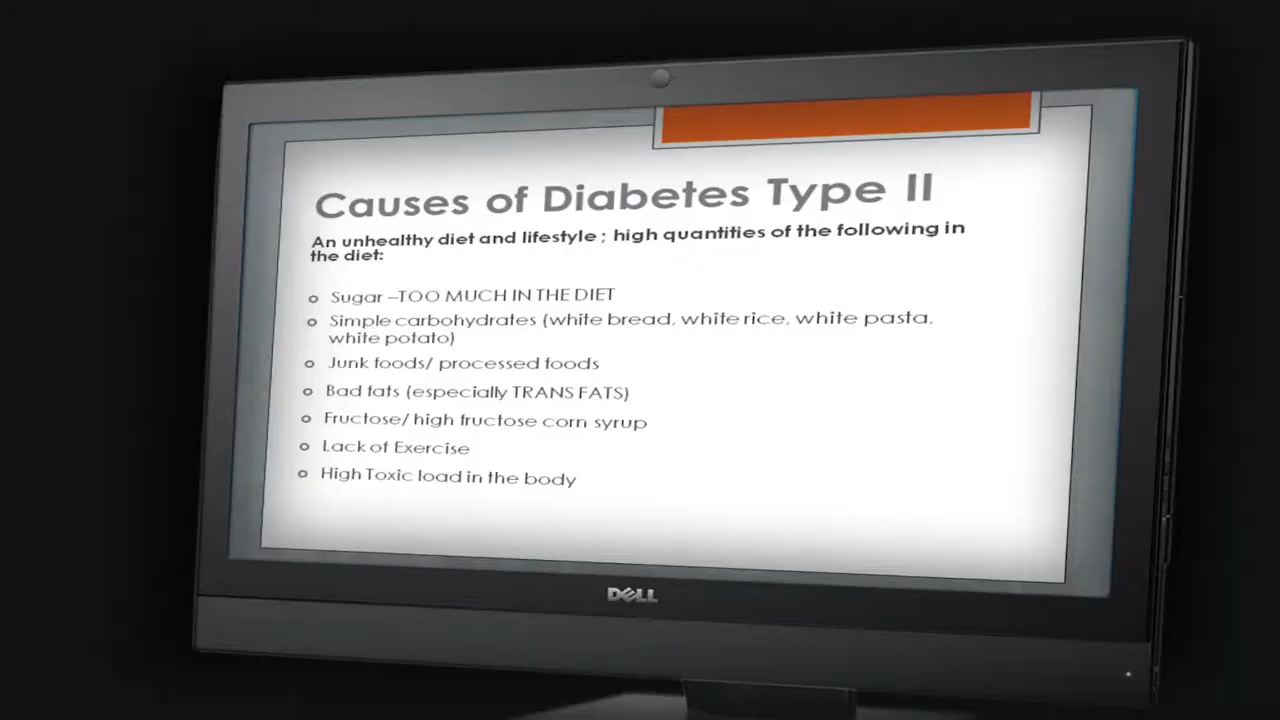 Causes of Diabetes Type II
An unhealthy diet and lifestyle ; high quantities of the following in
the diet:
Sugar –TOO MUCH IN THE DIET
Simple carbohydrates (white bread, white rice, white pasta,
white potato)
Junk foods/ processed foods
Bad fats (especially TRANS FATS)
Fructose/ high fructose corn syrup
Lack of Exercise
High Toxic load in the body
DELL